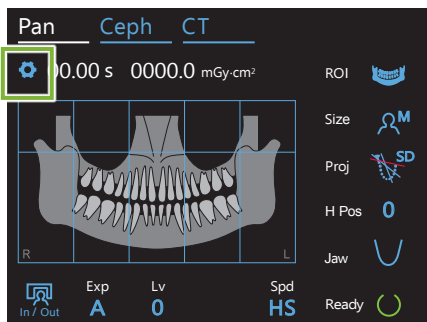 Pan Ceph CT
00.00 s 0000.0 mGy·cm²
ROI
Size M
Proj SD
H Pos 0
R L
Jaw
Exp Lv Spd
In / Out A 0 HS
Ready